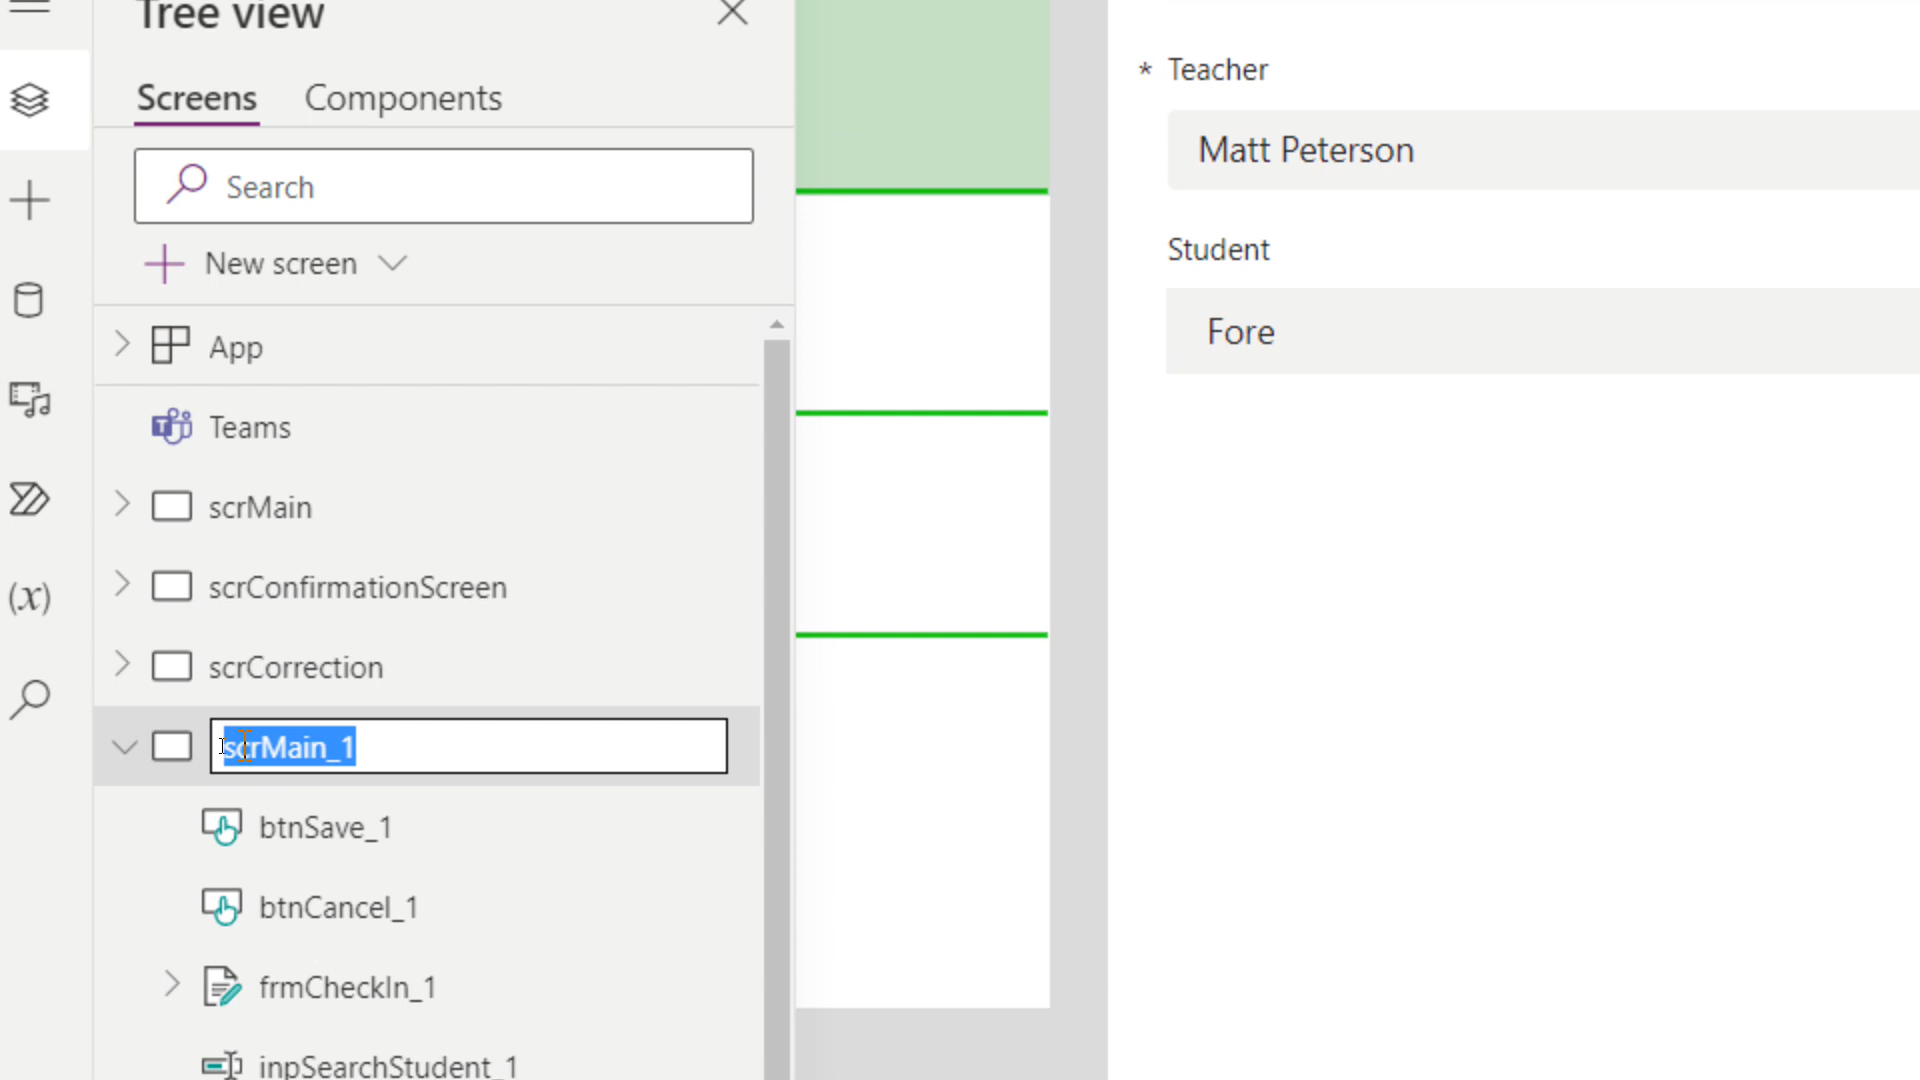 Tree view
Screens Components
Search
New screen
App
Teams
scrMain
scrConfirmationScreen
scrCorrection
scrMain_1
btnSave_1
btnCancel_1
frmCheckIn_1
inpSearchStudent_1
(x)
* Teacher
Matt Peterson
Student
Fore